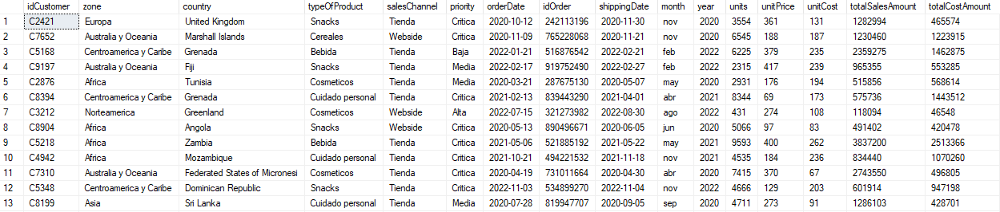 idCustomer zone country typeOfProduct salesChannel priority orderDate idOrder shippingDate month year units unitPrice unitCost totalSalesAmount totalCostAmount
1 C2421 Europa United Kingdom Snacks Tienda Critica 2020-10-12 242113196 2020-11-30 nov 2020 3554 361 131 1282994 465574
2 C7652 Australia y Oceania Marshall Islands Cereales Webside Critica 2020-11-09 765228068 2020-11-21 nov 2020 6545 188 187 1230460 1223915
3 C5168 Centroamerica y Caribe Grenada Bebida Tienda Baja 2022-01-21 516876542 2022-02-21 feb 2022 6225 379 235 2359275 1462875
4 C9197 Australia y Oceania Fiji Snacks Tienda Media 2022-02-17 919752490 2022-02-27 feb 2022 2315 417 239 965355 553285
5 C2876 Africa Tunisia Cosmeticos Tienda Media 2020-03-21 287675130 2020-05-07 may 2020 2931 176 194 515856 568614
6 C8394 Centroamerica y Caribe Grenada Cuidado personal Tienda Critica 2021-02-13 839443290 2021-04-01 abr 2021 8344 69 173 575736 1443512
7 C3212 Norteamerica Greenland Cosmeticos Webside Alta 2022-07-15 321273982 2022-08-30 ago 2022 431 274 108 118094 46548
8 C8904 Africa Angola Snacks Webside Critica 2020-05-13 890496671 2020-06-05 jun 2020 5066 97 83 491402 420478
9 C5218 Africa Zambia Bebida Tienda Critica 2021-05-06 521885192 2021-05-22 may 2021 9593 400 262 3837200 2513366
10 C4942 Africa Mozambique Cuidado personal Tienda Critica 2021-10-21 494221532 2021-11-18 nov 2021 4535 184 236 834440 1070260
11 C7310 Australia y Oceania Federated States of Micronesi Cosmeticos Tienda Critica 2020-04-19 731011664 2020-04-30 abr 2020 7415 370 67 2743550 496805
12 C5348 Centroamerica y Caribe Dominican Republic Snacks Tienda Critica 2022-11-03 534899270 2022-11-04 nov 2022 4666 129 203 601914 947198
13 C8199 Asia Sri Lanka Cuidado personal Tienda Media 2020-07-28 819947707 2020-09-05 sep 2020 4711 273 91 1286103 428701